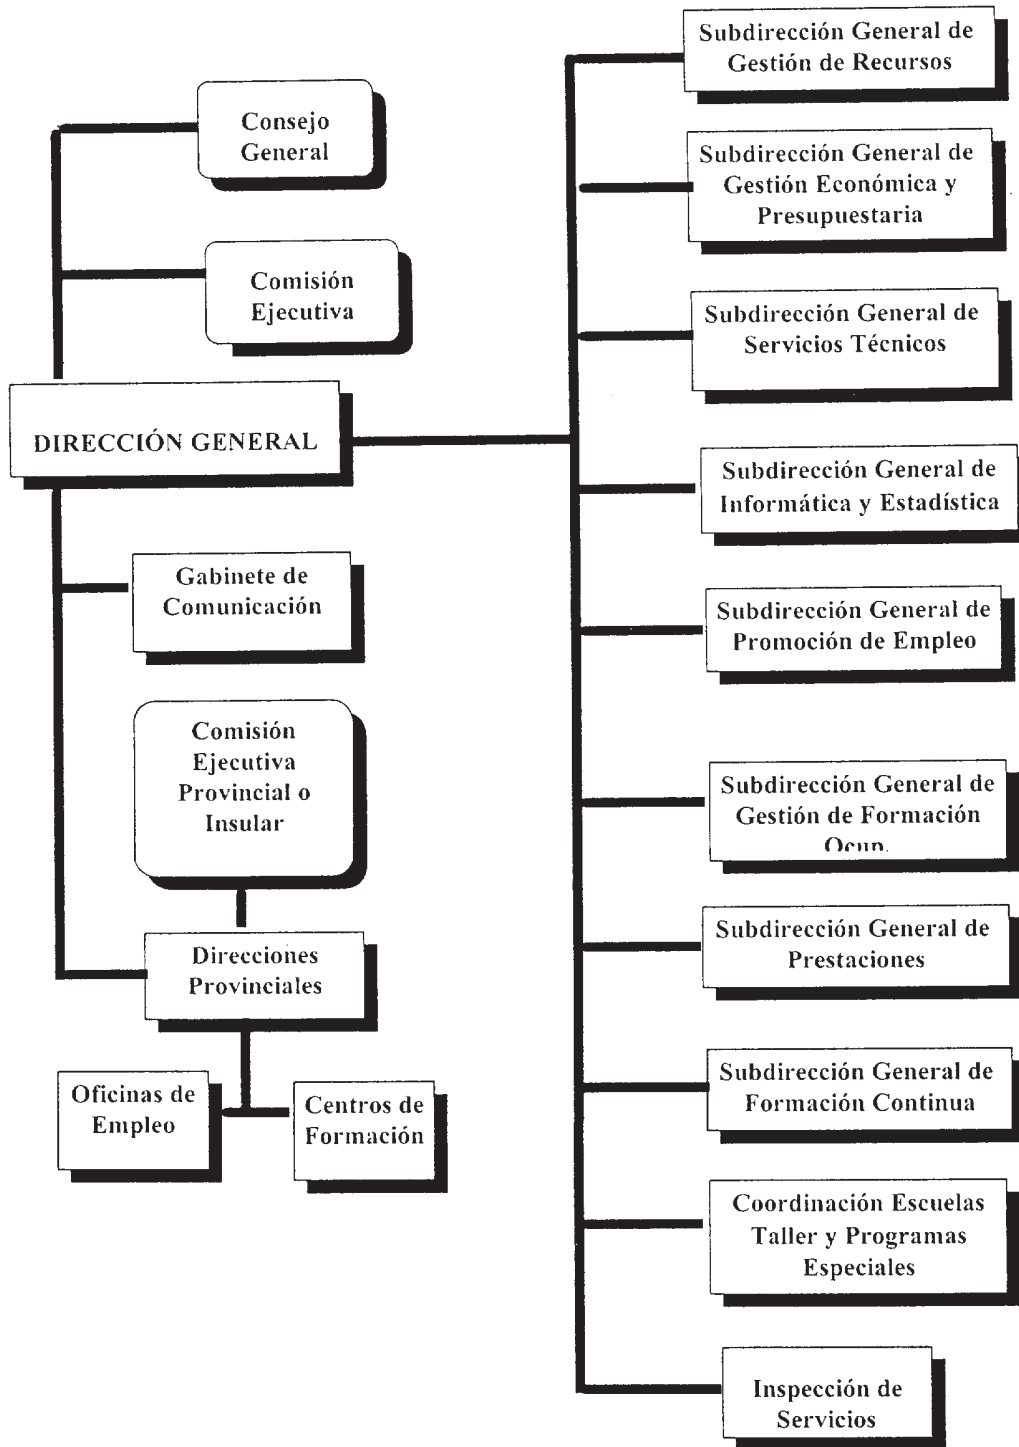 Consejo
General
Comisión
Ejecutiva
DIRECCIÓN GENERAL
Gabinete de
Comunicación
Comisión
Ejecutiva
Provincial o
Insular
Direcciones
Provinciales
Oficinas de
Empleo
Centros de
Formación
Subdirección General de
Gestión de Recursos
Subdirección General de
Gestión Económica y
Presupuestaria
Subdirección General de
Servicios Técnicos
Subdirección General de
Informática y Estadística
Subdirección General de
Promoción de Empleo
Subdirección General de
Gestión de Formación
Ocup.
Subdirección General de
Prestaciones
Subdirección General de
Formación Continua
Coordinación Escuelas
Taller y Programas
Especiales
Inspección de
Servicios